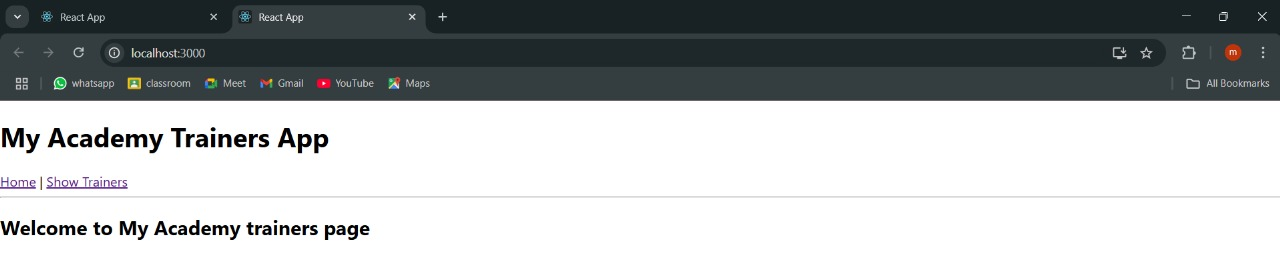 React App
React App
localhost:3000
m
whatsapp classroom Meet Gmail YouTube Maps All Bookmarks
My Academy Trainers App
Home | Show Trainers
Welcome to My Academy trainers page